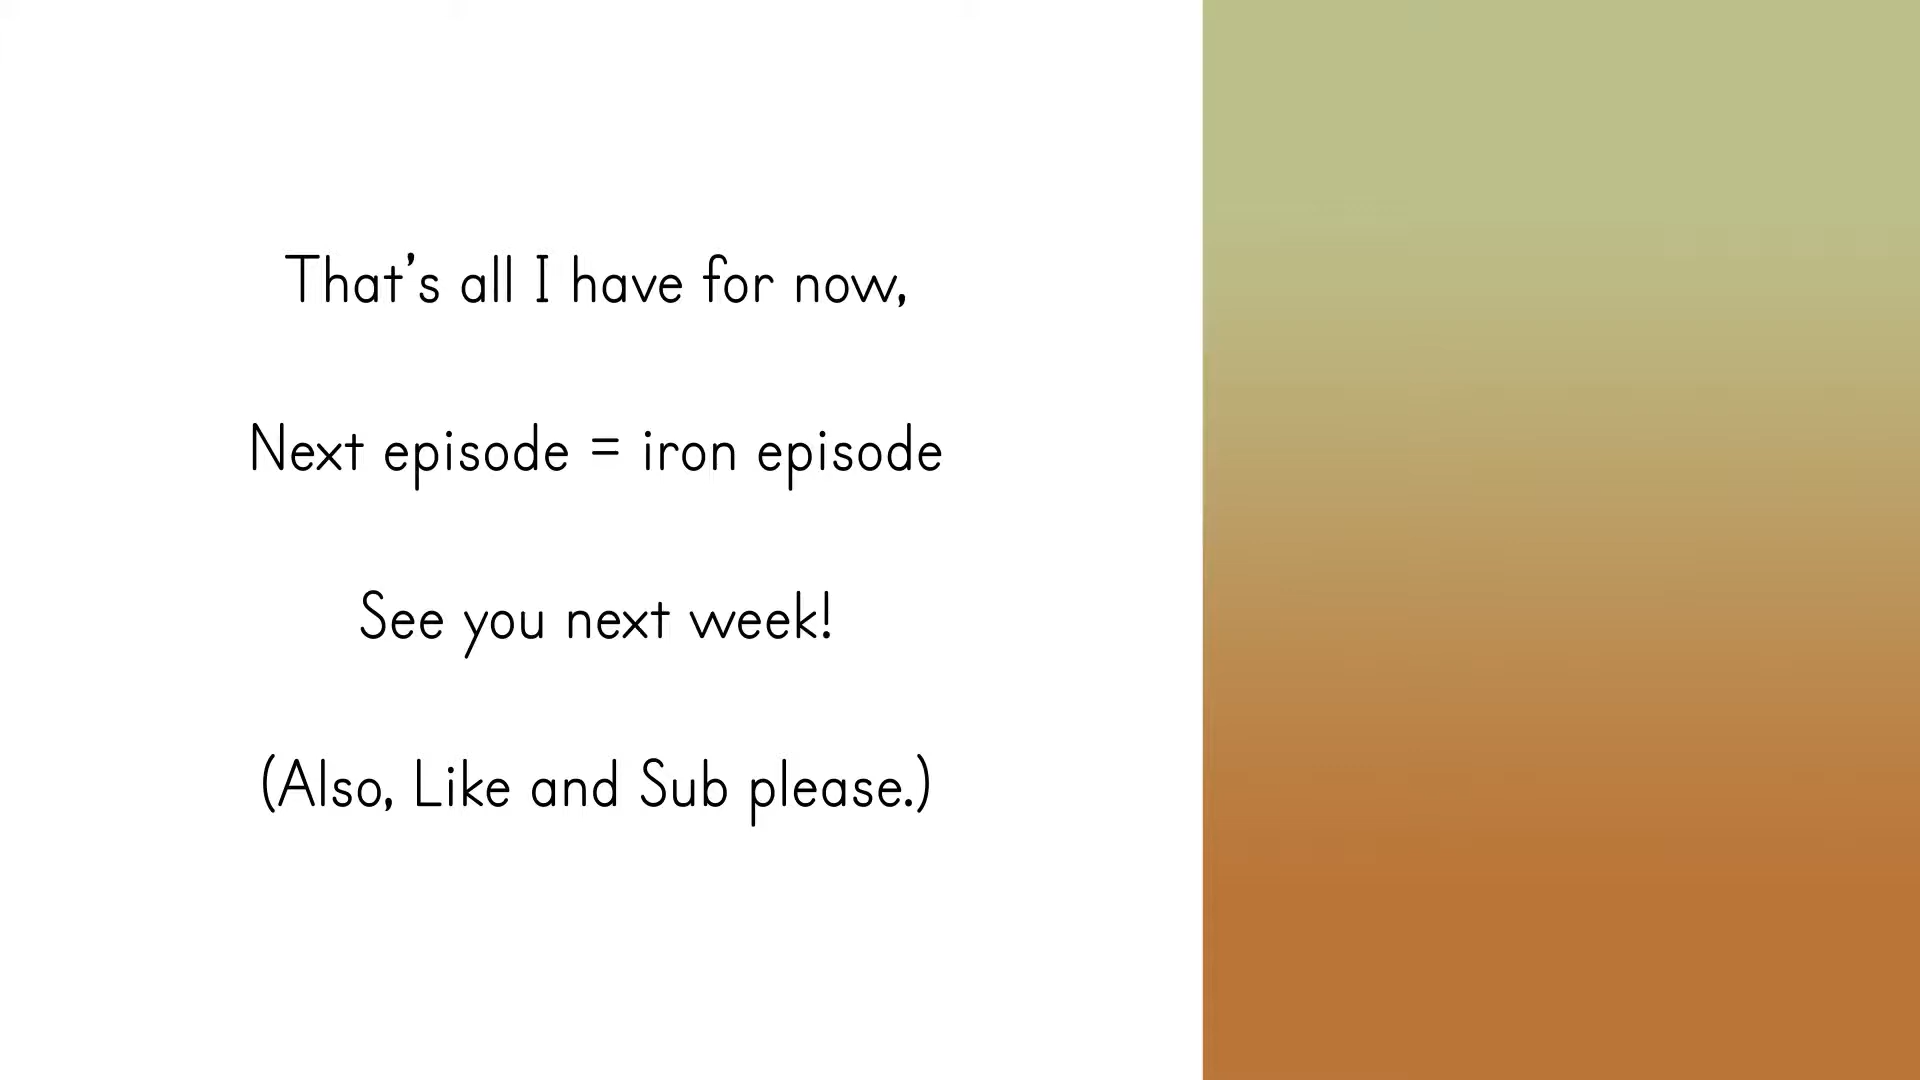 That's all I have for now,
Next episode = iron episode
See you next week!
(Also, Like and Sub please.)